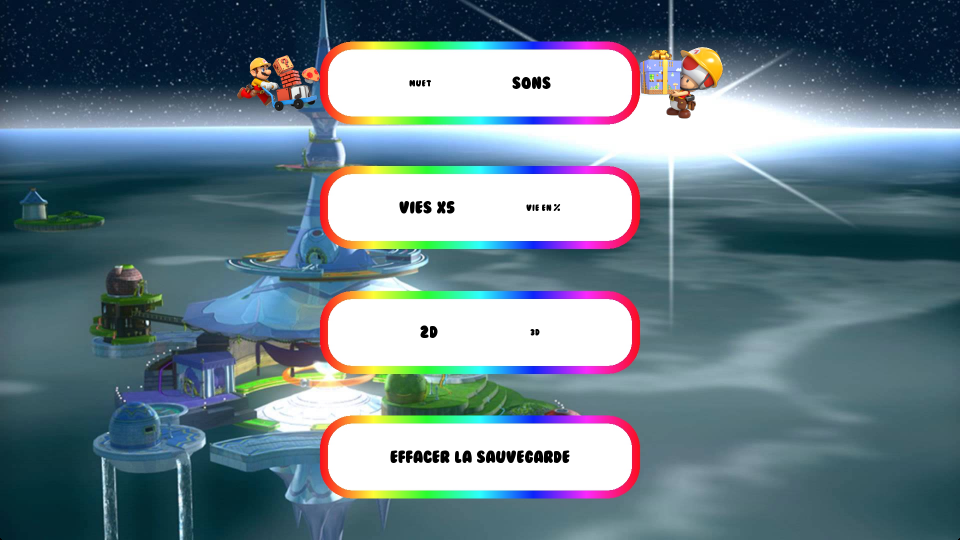 MUET SONS
VIES X5 VIE EN %
2D 3D
EFFACER LA SAUVEGARDE